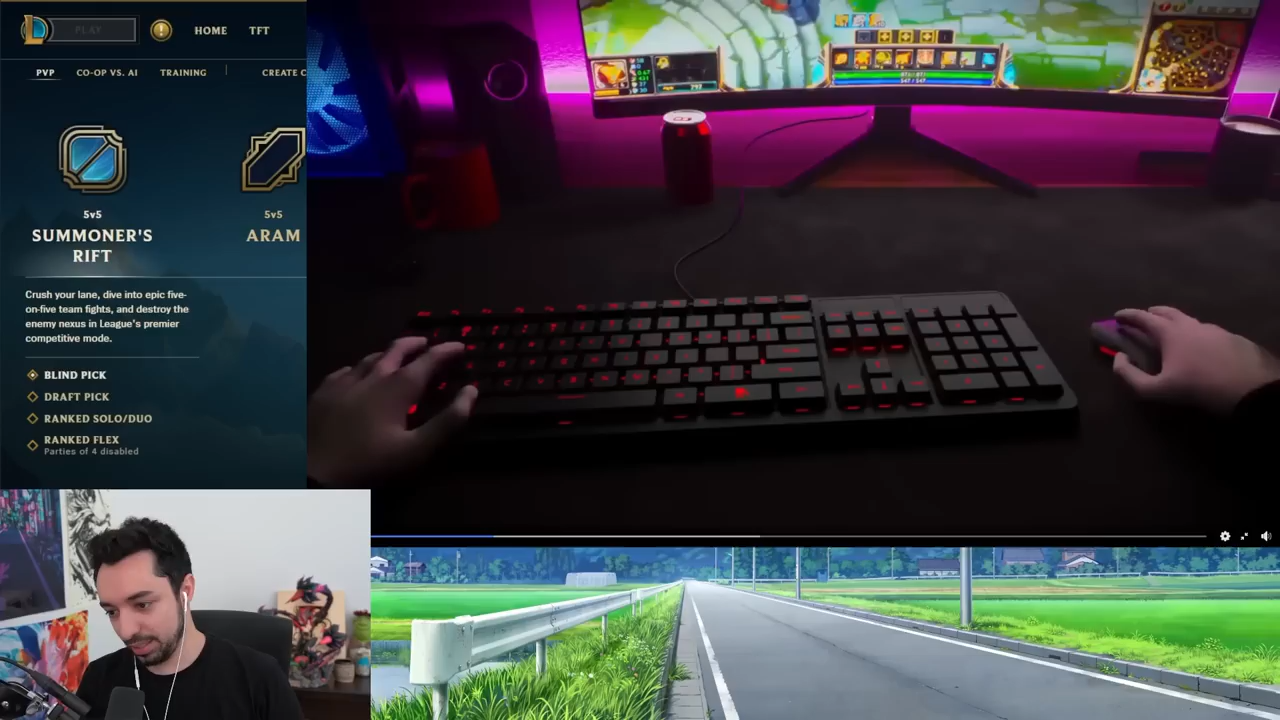 PLAY
HOME
TFT
PVP
CO-OP VS. AI
TRAINING
CREATE C
5v5
SUMMONER'S
RIFT
5v5
ARAM
Crush your lane, dive into epic five-
on-five team fights, and destroy the
enemy nexus in League's premier
competitive mode.
BLIND PICK
DRAFT PICK
RANKED SOLO/DUO
RANKED FLEX
Parties of 4 disabled